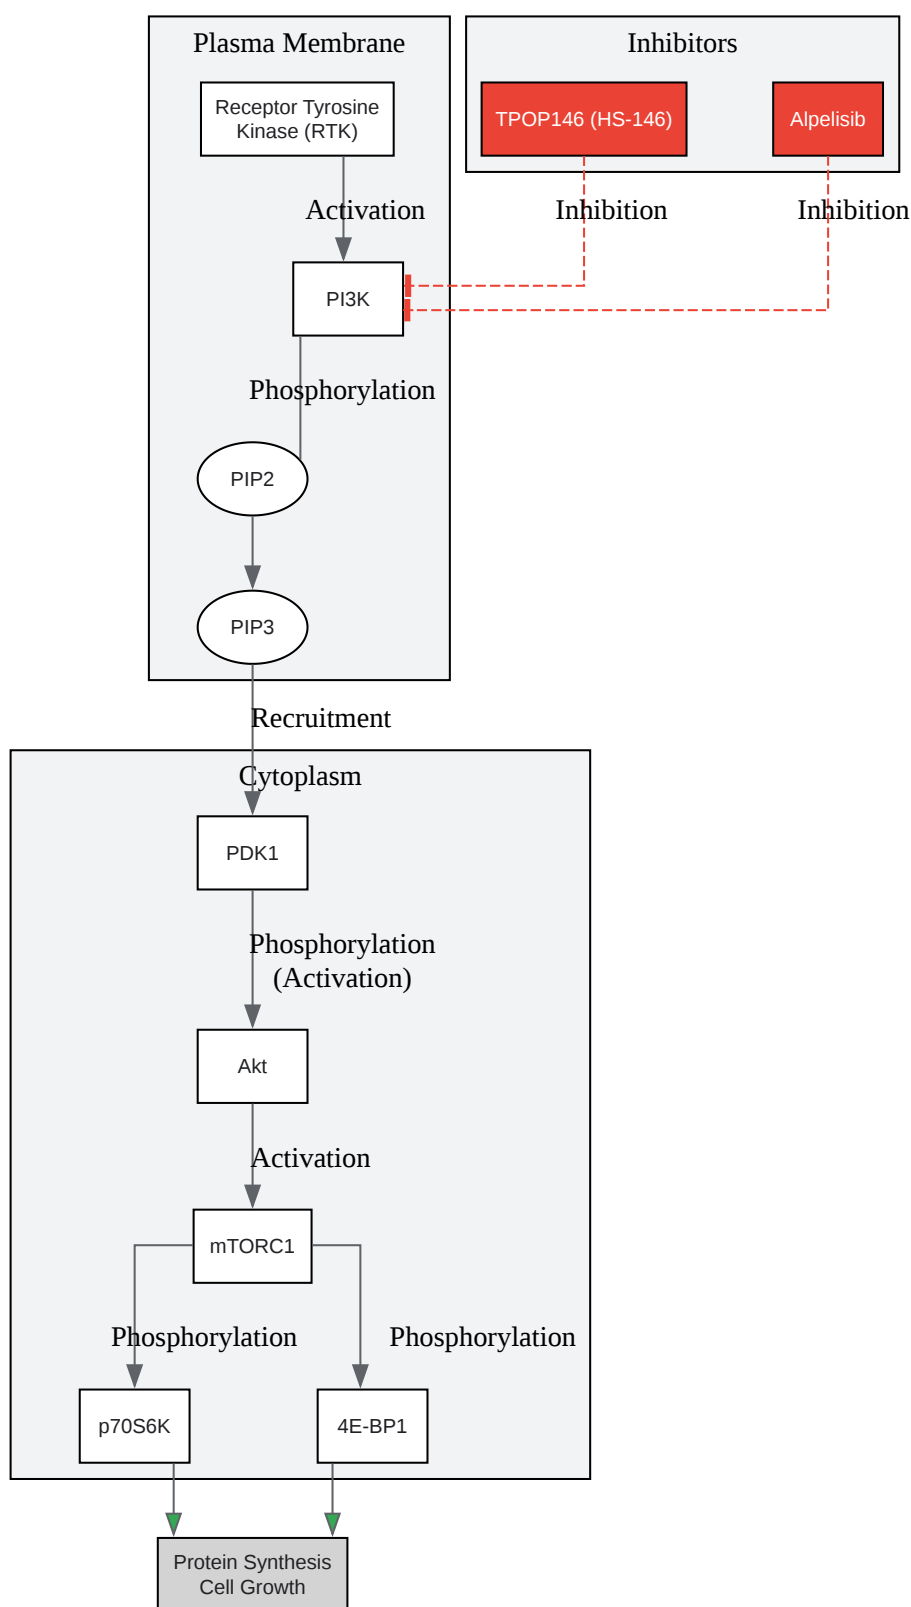 Plasma Membrane
Inhibitors
Receptor Tyrosine
Kinase (RTK)
TPOP146 (HS-146)
Alpelisib
Activation
Inhibition
Inhibition
PI3K
Phosphorylation
PIP2
PIP3
Recruitment
Cytoplasm
PDK1
Phosphorylation
(Activation)
Akt
Activation
mTORC1
Phosphorylation
Phosphorylation
p70S6K
4E-BP1
Protein Synthesis
Cell Growth